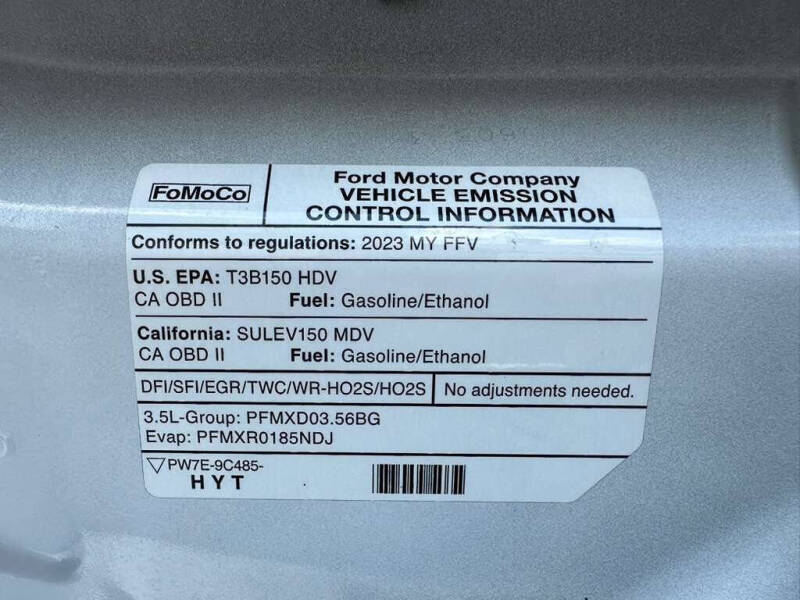 FoMoCo
Ford Motor Company
VEHICLE EMISSION
CONTROL INFORMATION
Conforms to regulations: 2023 MY FFV
U.S. EPA: T3B150 HDV
CA OBD II Fuel: Gasoline/Ethanol
California: SULEV150 MDV
CA OBD II Fuel: Gasoline/Ethanol
DFI/SFI/EGR/TWC/WR-HO2S/HO2S No adjustments needed.
3.5L-Group: PFMXD03.56BG
Evap: PFMXR0185NDJ
PW7E-9C485-
HYT